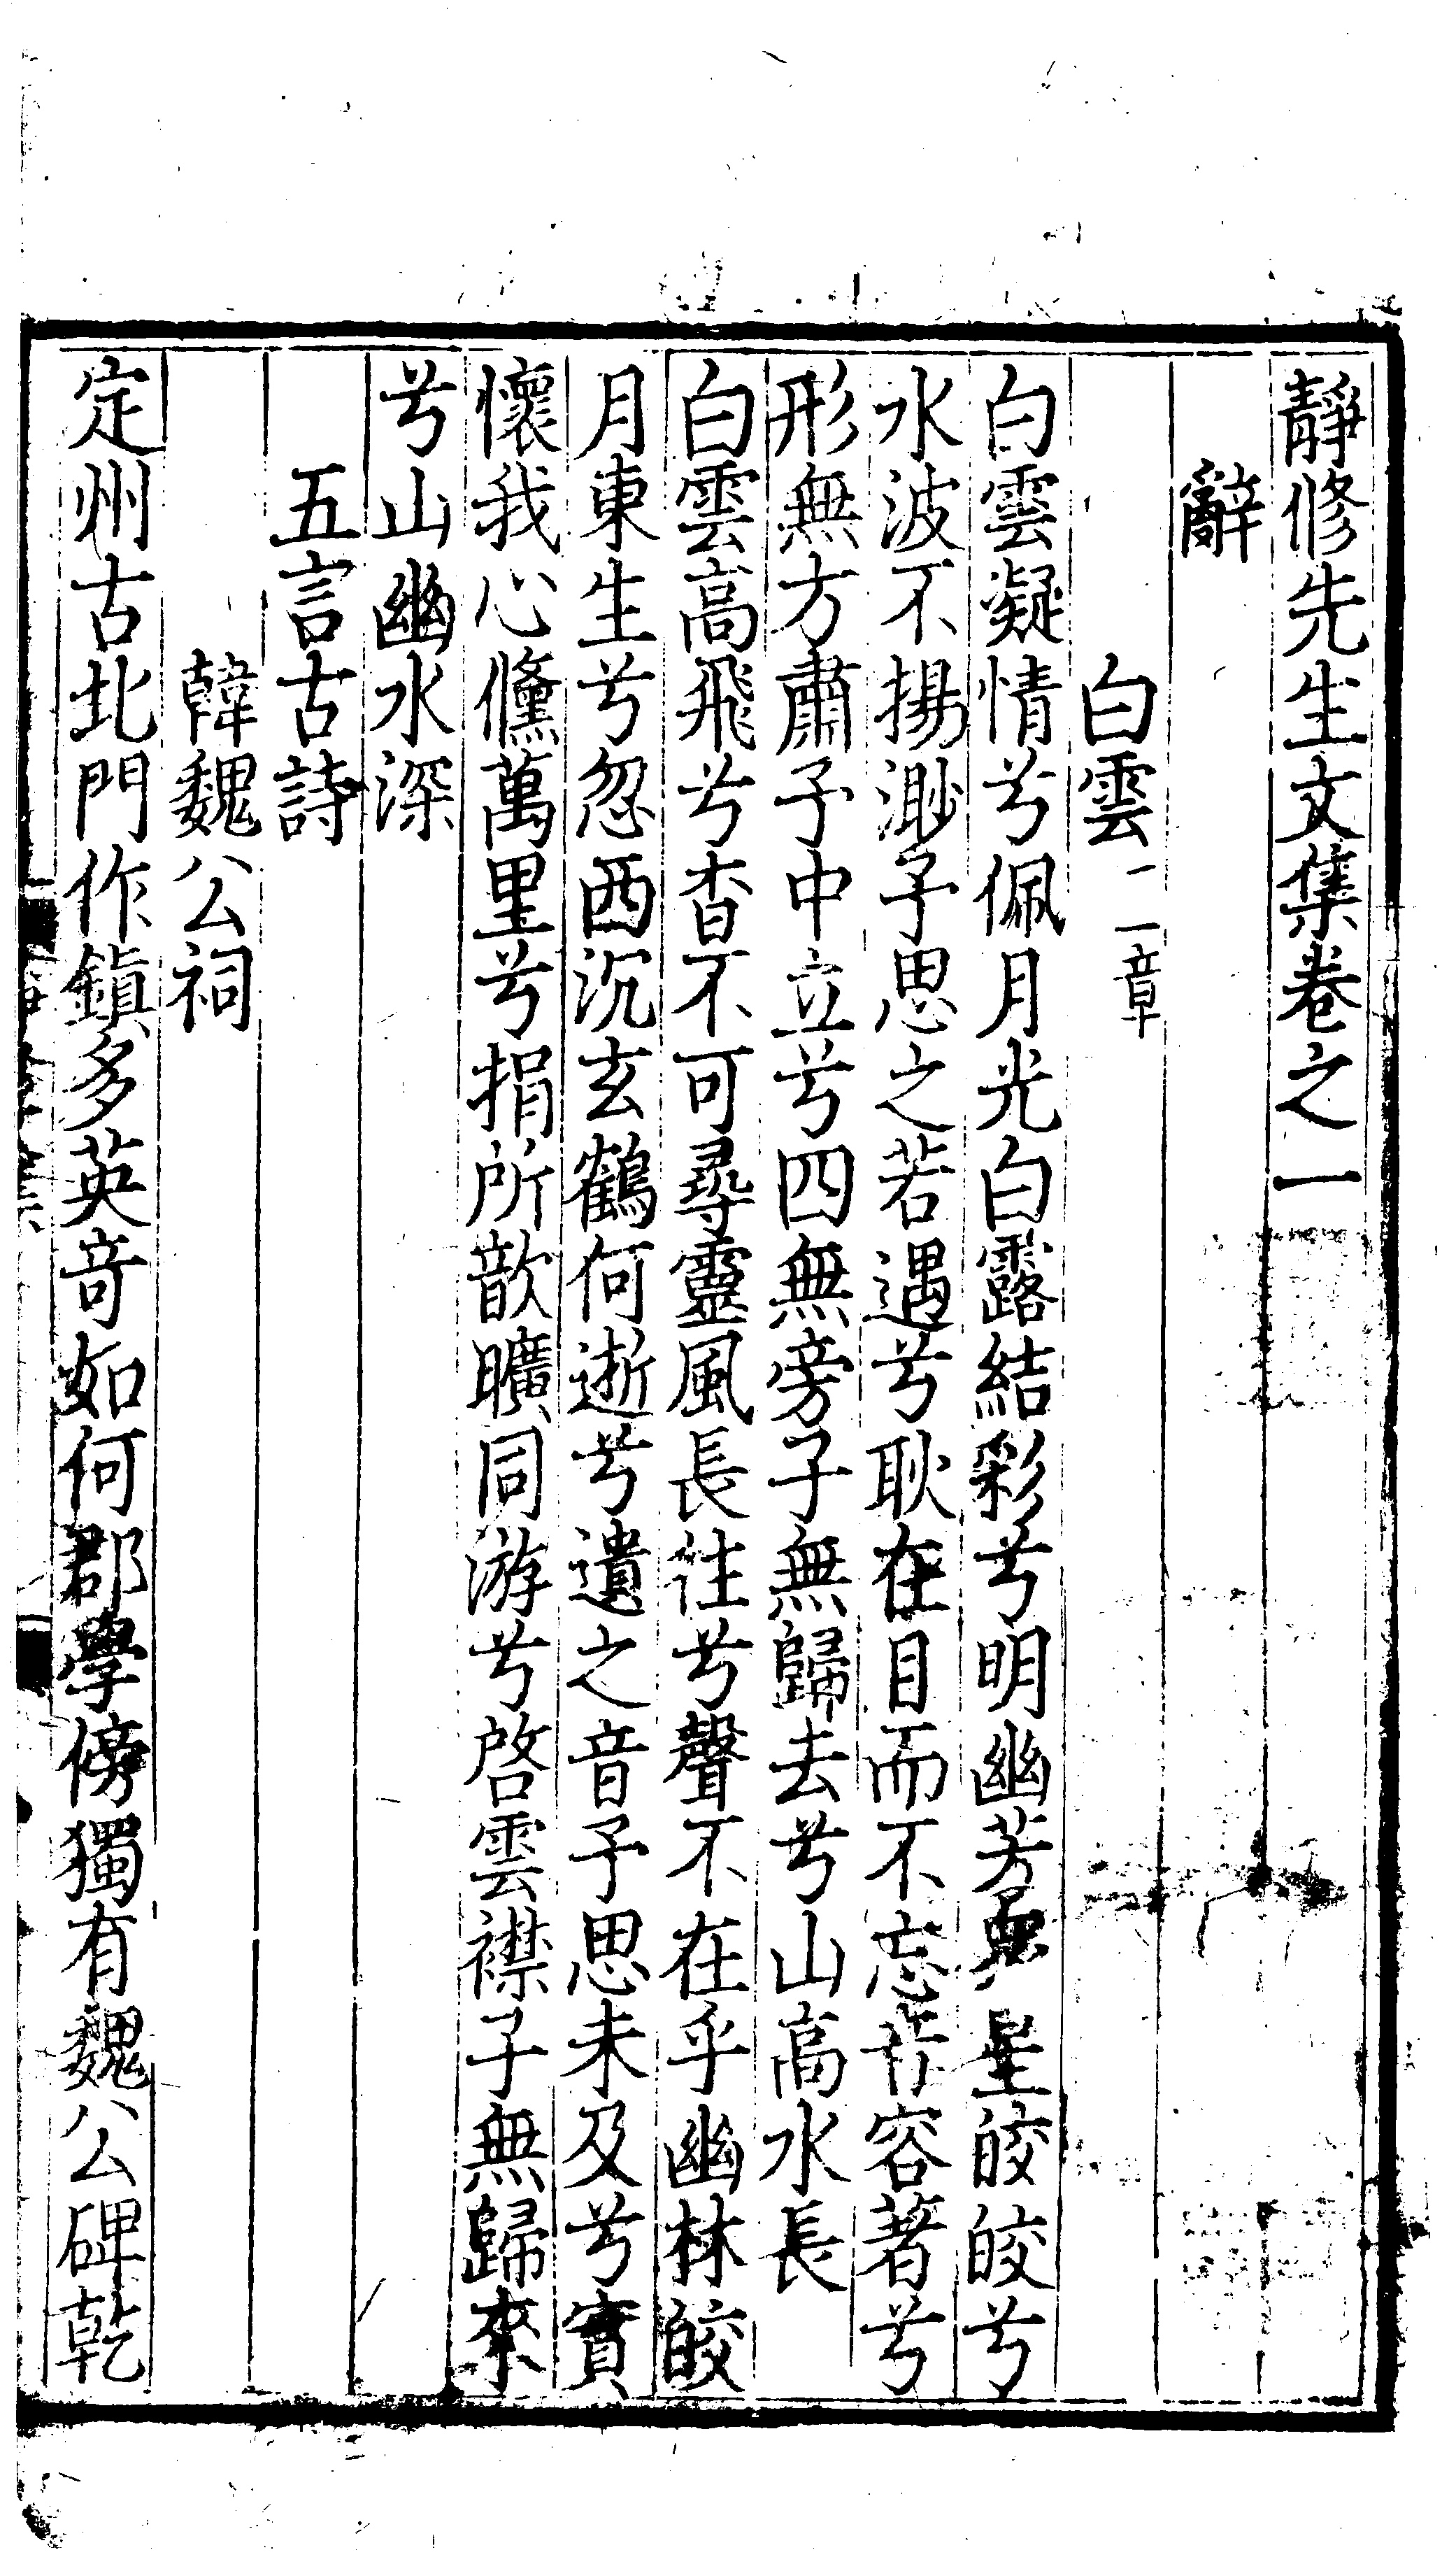 靜修先生文集卷之一
辭
白雲二章
白雲凝情兮佩月光白露結彩兮明幽芳星皎皎兮
水波不揚渺予思之若遇兮耿在目而不忘容著兮
形無方肅予中立兮四無旁子無歸去兮山高水長
白雲高飛兮杳不可尋靈風長往兮聲不在乎幽林皎
月東生兮忽西沉玄鶴何逝兮遺之音予思未及兮實
懷我心儵萬里兮捐所歆曠同游兮啓雲襟子無歸來
兮山幽水深
五言古詩
韓魏公祠
定州古北門作鎮多英竒如何郡學傍獨有魏公碑乾